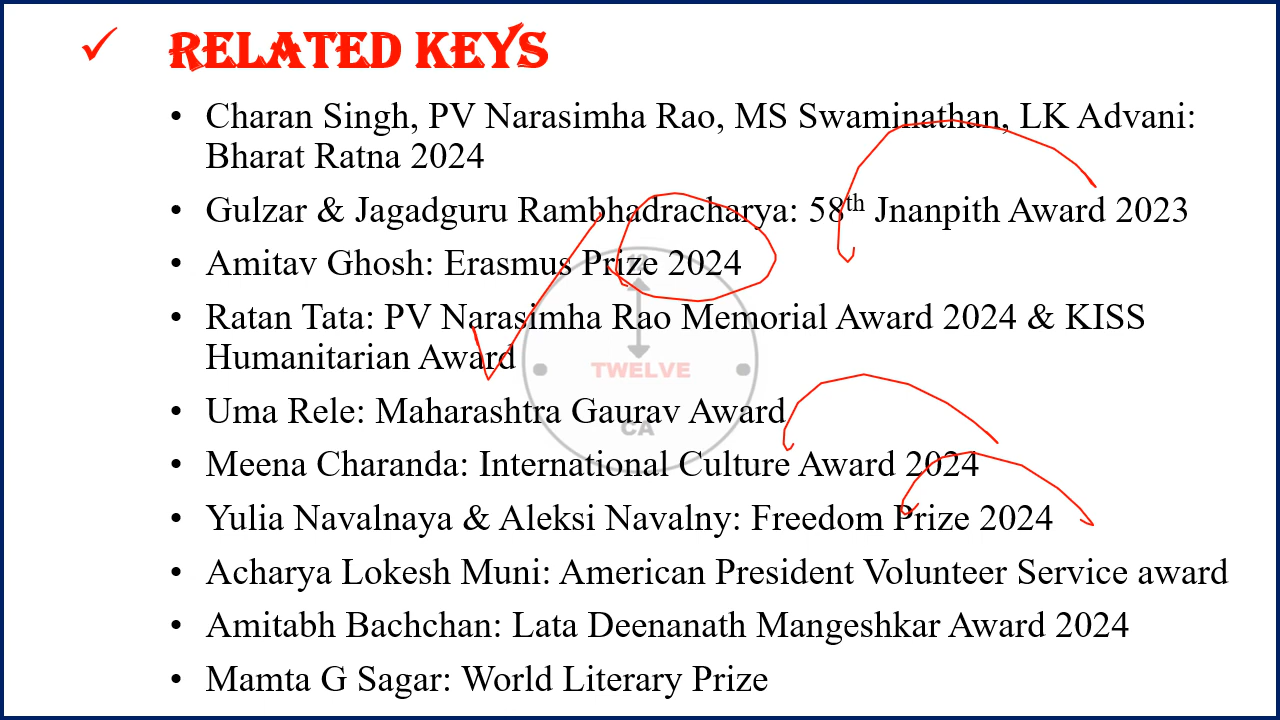 RELATED KEYS
• Charan Singh, PV Narasimha Rao, MS Swaminathan, LK Advani:
Bharat Ratna 2024
• Gulzar & Jagadguru Rambhadracharya: 58th Jnanpith Award 2023
• Amitav Ghosh: Erasmus Prize 2024
• Ratan Tata: PV Narasimha Rao Memorial Award 2024 & KISS
Humanitarian Award
TWELVE
• Uma Rele: Maharashtra Gaurav Award
CA
• Meena Charanda: International Culture Award 2024
• Yulia Navalnaya & Aleksi Navalny: Freedom Prize 2024
• Acharya Lokesh Muni: American President Volunteer Service award
• Amitabh Bachchan: Lata Deenanath Mangeshkar Award 2024
• Mamta G Sagar: World Literary Prize